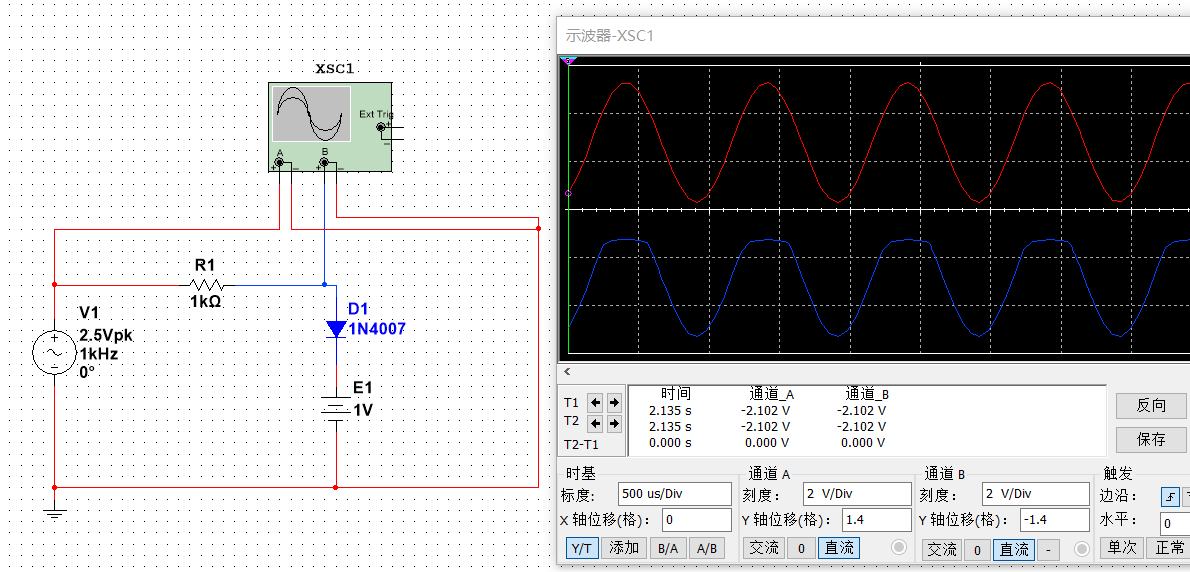 XSC1
Ext Trig
+
-
A
B
+ - + -
R1
1kΩ
V1
2.5Vpk
1kHz
0°
D1
1N4007
E1
1V
示波器-XSC1
<
时间 通道_A 通道_B
T1 2.135 s -2.102 V -2.102 V
T2 2.135 s -2.102 V -2.102 V
T2-T1 0.000 s 0.000 V 0.000 V
反向
保存
时基 通道 A 通道 B 触发
标度: 500 us/Div 刻度: 2 V/Div 刻度: 2 V/Div 边沿:
X 轴位移(格): 0 Y 轴位移(格): 1.4 Y 轴位移(格): -1.4 水平: 0
Y/T 添加 B/A A/B 交流 0 直流 交流 0 直流 - 单次 正常